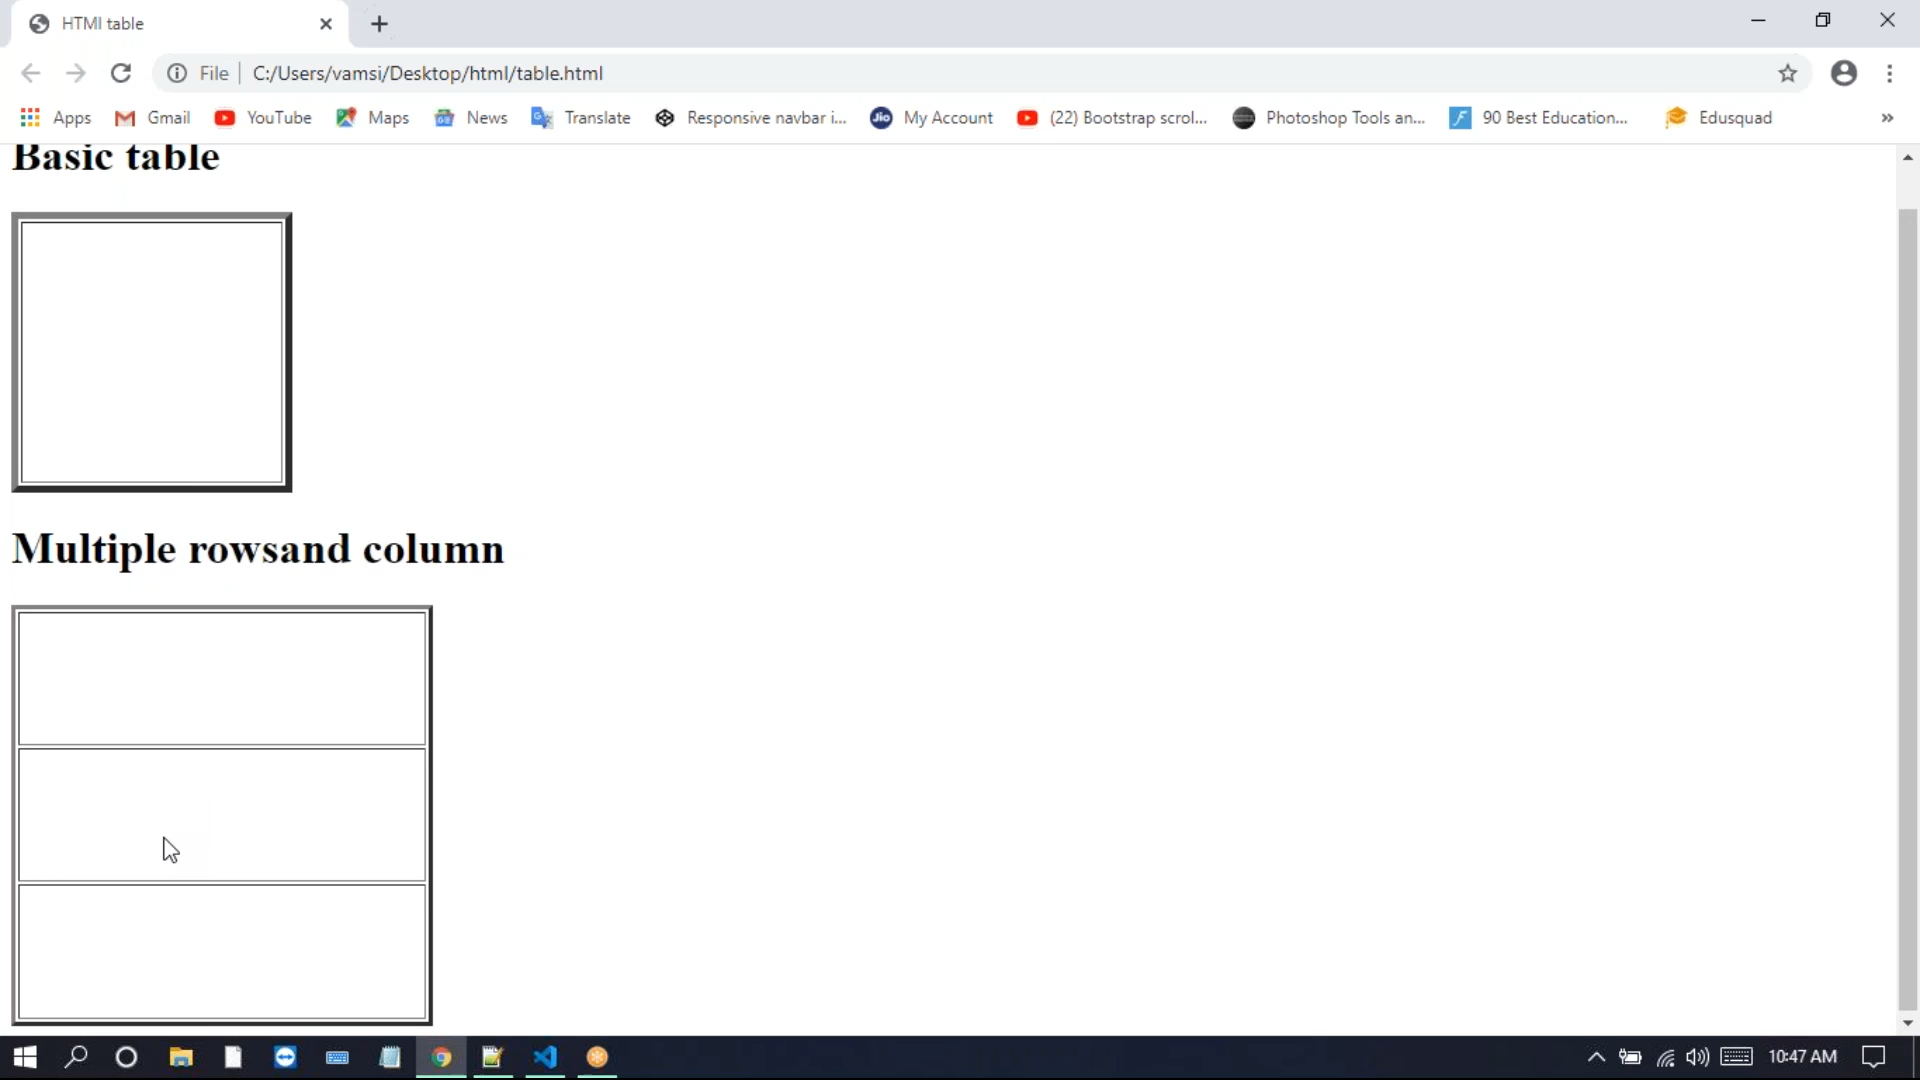 HTMl table
File
C:/Users/vamsi/Desktop/html/table.html
Apps
Gmail
YouTube
Maps
News
Translate
Responsive navbar i...
Jio
My Account
(22) Bootstrap scrol...
Photoshop Tools an...
90 Best Education...
Edusquad
»
Basic table
Multiple rowsand column
10:47 AM